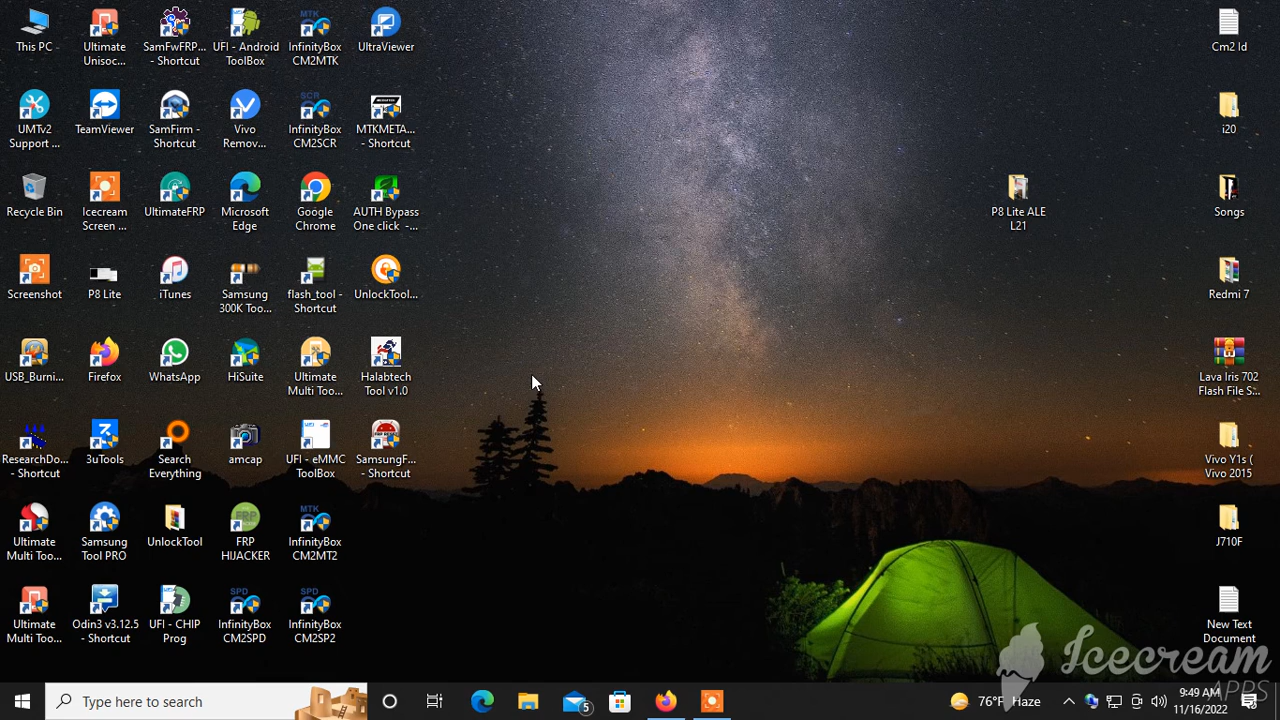 This PC
Ultimate
Unisoc...
SamFwFRP...
- Shortcut
UFI - Android
ToolBox
MTK
InfinityBox
CM2MTK
UltraViewer
Cm2 Id
UMTv2
Support ...
TeamViewer
SamFirm -
Shortcut
Vivo
Remov...
SCR
InfinityBox
CM2SCR
MTKMETA...
- Shortcut
i20
Recycle Bin
Icecream
Screen ...
UltimateFRP
Microsoft
Edge
Google
Chrome
AUTH Bypass
One click -...
P8 Lite ALE
L21
Songs
Screenshot
P8 Lite
iTunes
Samsung
300K Too...
flash_tool -
Shortcut
UnlockTool...
Redmi 7
USB_Burni...
Firefox
WhatsApp
HiSuite
Ultimate
Multi Too...
Halabtech
Tool v1.0
Lava Iris 702
Flash File S...
ResearchDo...
- Shortcut
3uTools
Search
Everything
amcap
UFI - eMMC
ToolBox
SamsungF...
- Shortcut
Vivo Y1s (
Vivo 2015
Ultimate
Multi Too...
Samsung
Tool PRO
UnlockTool
FRP
HIJACKER
MTK
InfinityBox
CM2MT2
J710F
Ultimate
Multi Too...
Odin3 v3.12.5
- Shortcut
UFI - CHIP
Prog
SPD
InfinityBox
CM2SPD
SPD
InfinityBox
CM2SP2
New Text
Document
Icecream
APPS
Type here to search
5
76°F Haze
9:49 AM
11/16/2022